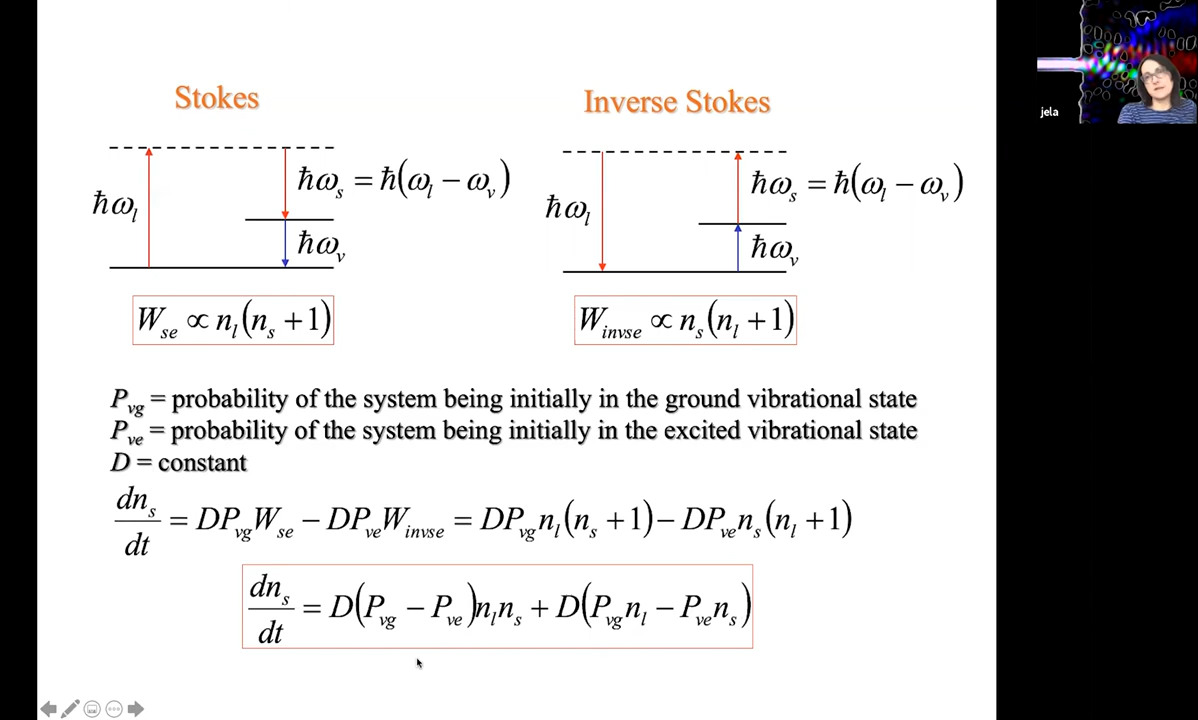 Stokes
Inverse Stokes
ħω_l
ħω_s = ħ(ω_l − ω_v)
ħω_v
ħω_l
ħω_s = ħ(ω_l − ω_v)
ħω_v
W_se ∝ n_l(n_s + 1)
W_invse ∝ n_s(n_l + 1)
P_vg = probability of the system being initially in the ground vibrational state
P_ve = probability of the system being initially in the excited vibrational state
D = constant
dn_s/dt = DP_vg W_se − DP_ve W_invse = DP_vg n_l(n_s + 1) − DP_ve n_s(n_l + 1)
dn_s/dt = D(P_vg − P_ve)n_l n_s + D(P_vg n_l − P_ve n_s)
jela